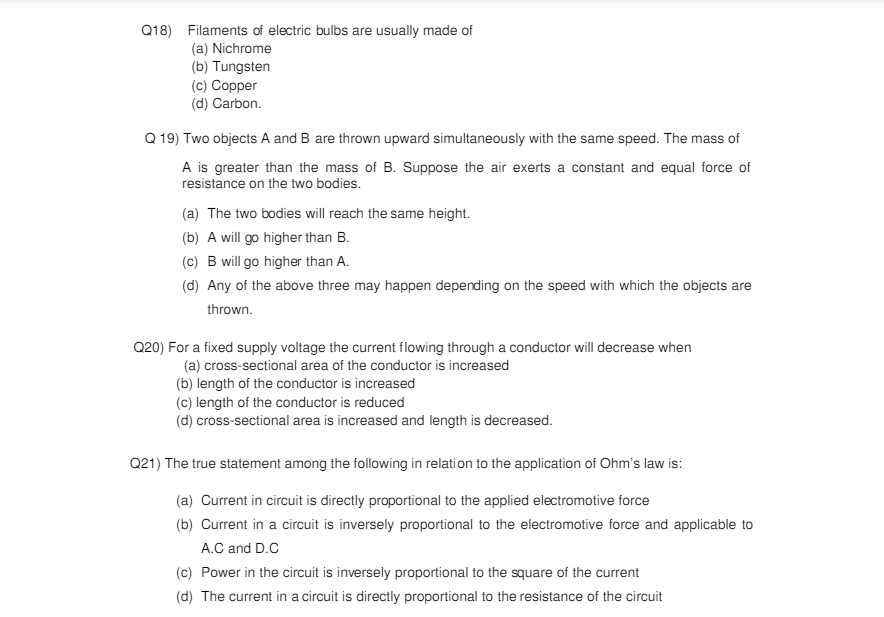 Q18) Filaments of electric bulbs are usually made of
(a) Nichrome
(b) Tungsten
(c) Copper
(d) Carbon.
Q 19) Two objects A and B are thrown upward simultaneously with the same speed. The mass of
A is greater than the mass of B. Suppose the air exerts a constant and equal force of
resistance on the two bodies.
(a) The two bodies will reach the same height.
(b) A will go higher than B.
(c) B will go higher than A.
(d) Any of the above three may happen depending on the speed with which the objects are
thrown.
Q20) For a fixed supply voltage the current flowing through a conductor will decrease when
(a) cross-sectional area of the conductor is increased
(b) length of the conductor is increased
(c) length of the conductor is reduced
(d) cross-sectional area is increased and length is decreased.
Q21) The true statement among the following in relation to the application of Ohm's law is:
(a) Current in circuit is directly proportional to the applied electromotive force
(b) Current in a circuit is inversely proportional to the electromotive force and applicable to
A.C and D.C
(c) Power in the circuit is inversely proportional to the square of the current
(d) The current in a circuit is directly proportional to the resistance of the circuit